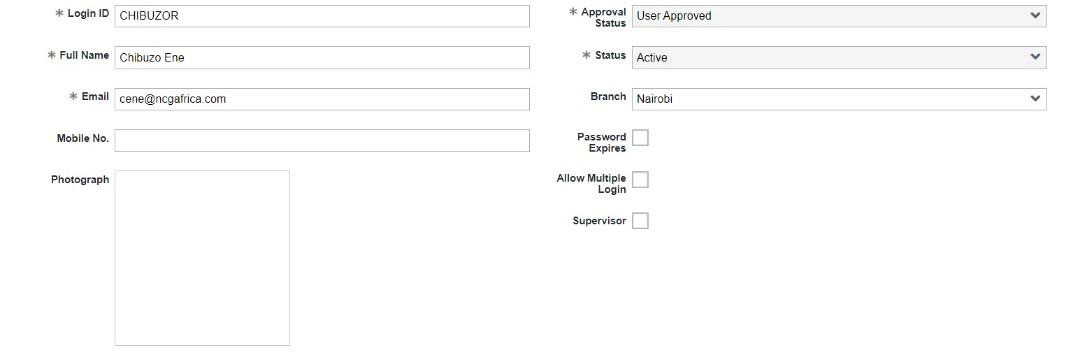 * Login ID CHIBUZOR
* Full Name Chibuzo Ene
* Email cene@ncgafrica.com
Mobile No.
Photograph
* Approval
Status User Approved
* Status Active
Branch Nairobi
Password
Expires
Allow Multiple
Login
Supervisor